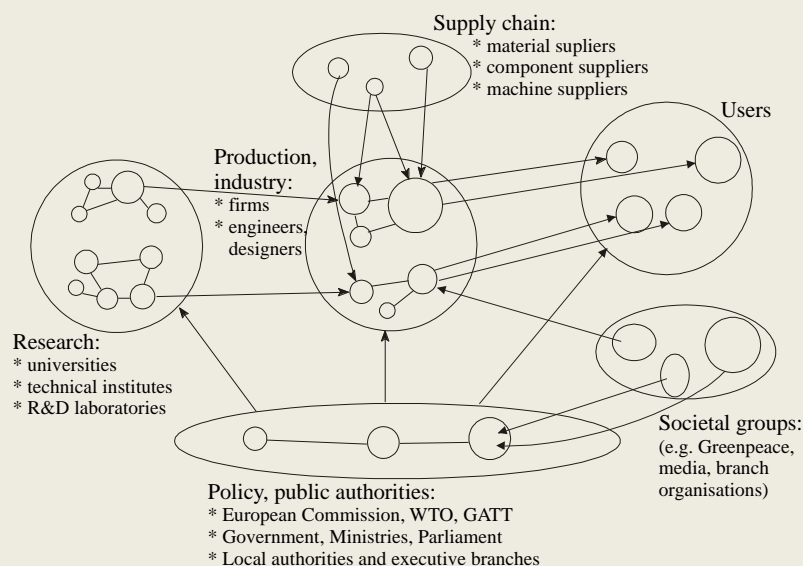 Supply chain:
* material supliers
* component suppliers
* machine suppliers
Users
Production,
industry:
* firms
* engineers,
designers
Research:
* universities
* technical institutes
* R&D laboratories
Societal groups:
(e.g. Greenpeace,
media, branch
organisations)
Policy, public authorities:
* European Commission, WTO, GATT
* Government, Ministries, Parliament
* Local authorities and executive branches